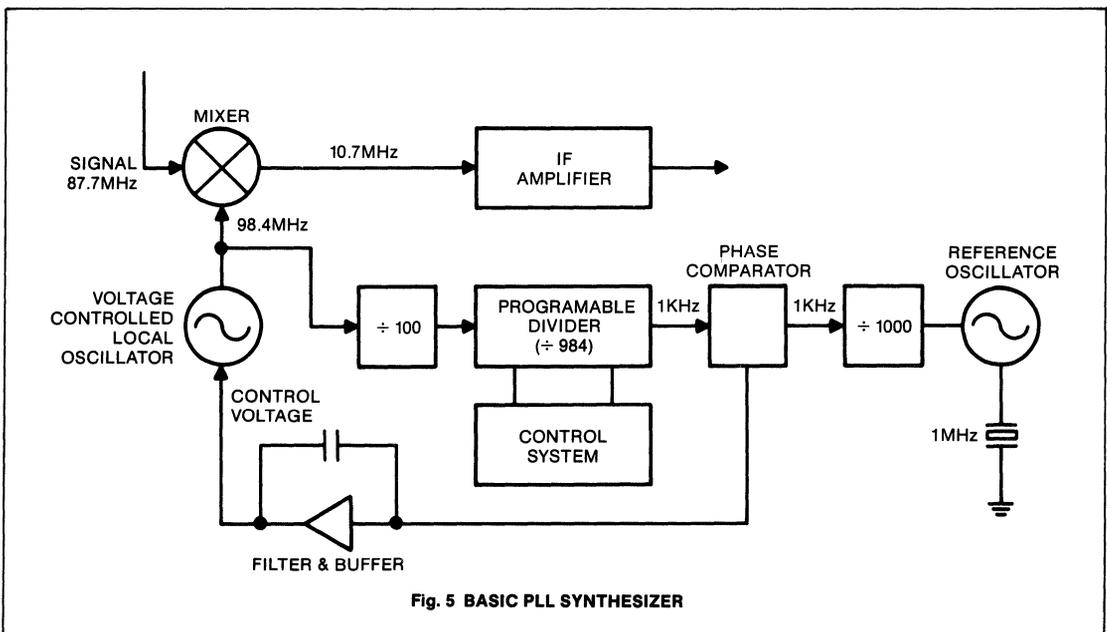 MIXER
SIGNAL
87.7MHz
10.7MHz
IF
AMPLIFIER
98.4MHz
VOLTAGE
CONTROLLED
LOCAL
OSCILLATOR
÷ 100
PROGRAMABLE
DIVIDER
(÷ 984)
1KHz
PHASE
COMPARATOR
1KHz
÷ 1000
REFERENCE
OSCILLATOR
CONTROL
VOLTAGE
CONTROL
SYSTEM
1MHz
FILTER & BUFFER
Fig. 5 BASIC PLL SYNTHESIZER